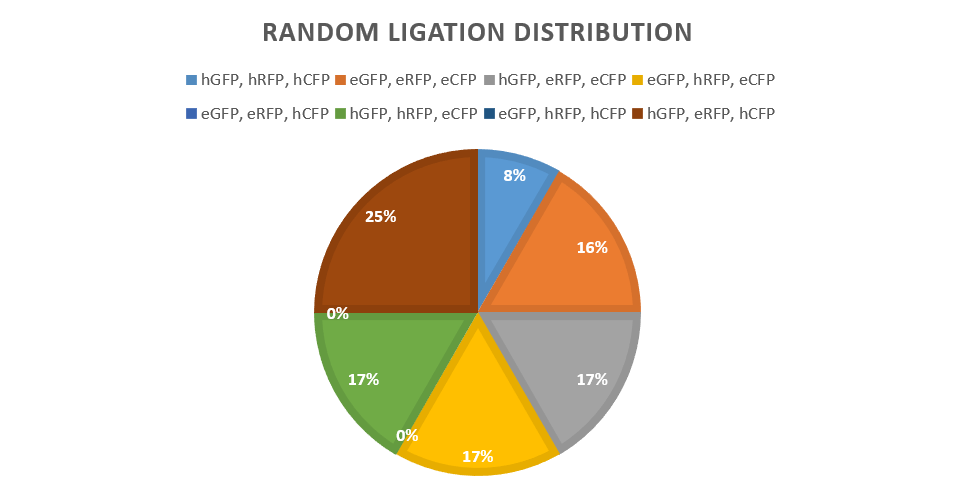 RANDOM LIGATION DISTRIBUTION
hGFP, hRFP, hCFP eGFP, eRFP, eCFP hGFP, eRFP, eCFP eGFP, hRFP, eCFP
eGFP, eRFP, hCFP hGFP, hRFP, eCFP eGFP, hRFP, hCFP hGFP, eRFP, hCFP
8%
25%
16%
0%
17%
17%
0%
17%